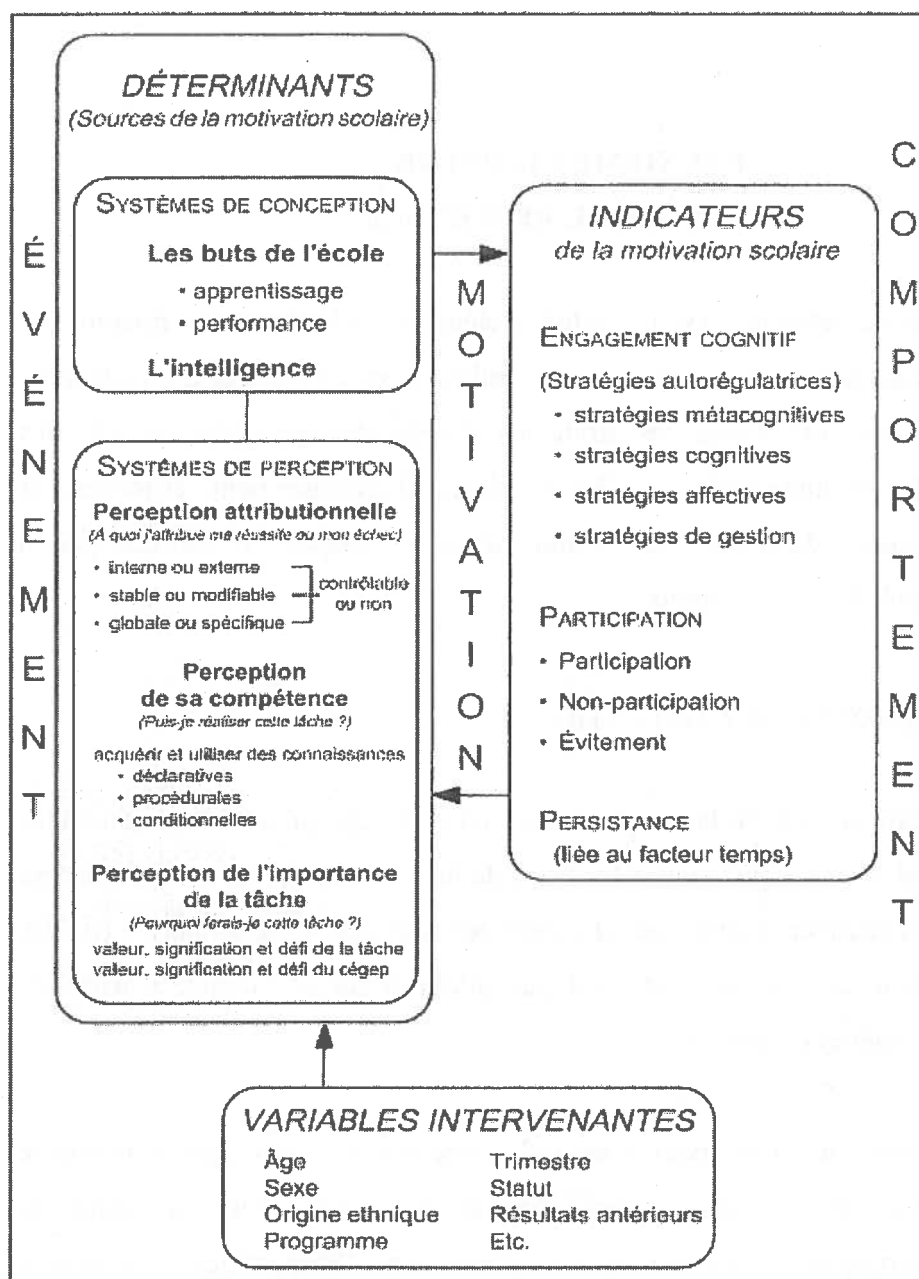 DÉTERMINANTS
(Sources de la motivation scolaire)
SYSTÈMES DE CONCEPTION
Les buts de l'école
• apprentissage
• performance
L'intelligence
SYSTÈMES DE PERCEPTION
Perception attributionnelle
(À quoi j'attribue ma réussite ou mon échec)
• interne ou externe
• stable ou modifiable
• globale ou spécifique
contrôlable
ou non
Perception
de sa compétence
(Puis-je réaliser cette tâche ?)
acquérir et utiliser des connaissances
• déclaratives
• procédurales
• conditionnelles
Perception de l'importance
de la tâche
(Pourquoi ferais-je cette tâche ?)
valeur, signification et défi de la tâche
valeur, signification et défi du cégep
ÉVÉNEMENT
MOTIVATION
INDICATEURS
de la motivation scolaire
ENGAGEMENT COGNITIF
(Stratégies autorégulatrices)
• stratégies métacognitives
• stratégies cognitives
• stratégies affectives
• stratégies de gestion
PARTICIPATION
• Participation
• Non-participation
• Évitement
PERSISTANCE
(liée au facteur temps)
COMPORTEMENT
VARIABLES INTERVENANTES
Âge Trimestre
Sexe Statut
Origine ethnique Résultats antérieurs
Programme Etc.